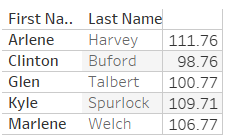 First Na.. Last Name
Arlene Harvey 111.76
Clinton Buford 98.76
Glen Talbert 100.77
Kyle Spurlock 109.71
Marlene Welch 106.77